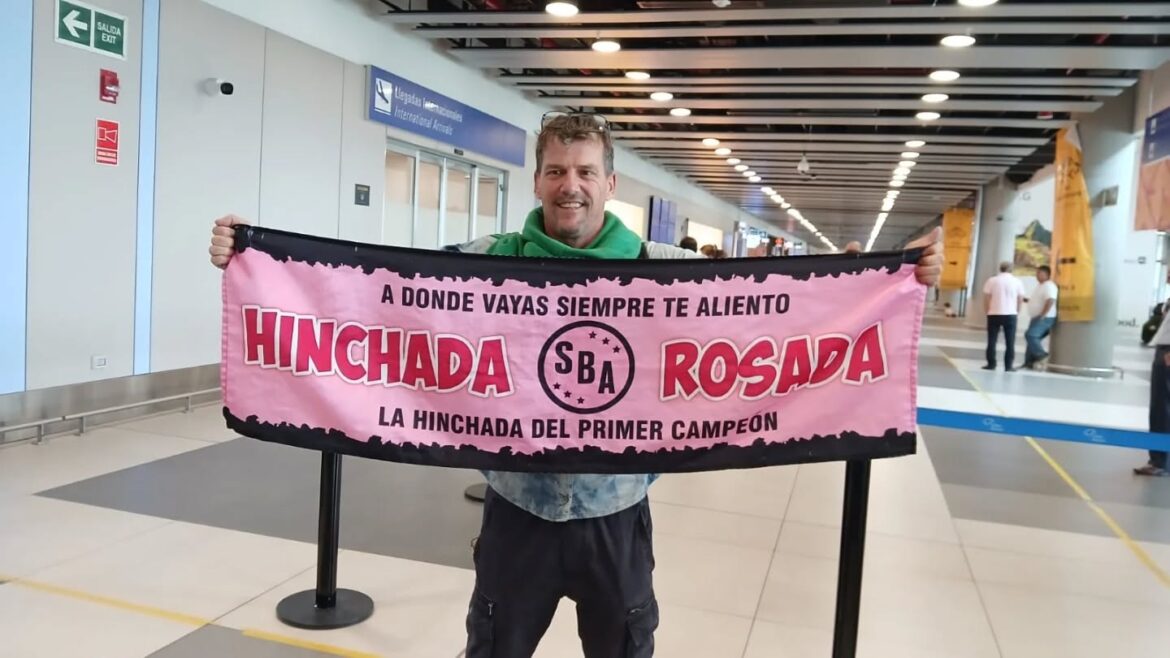 SALIDA
EXIT
Llegadas Internacionales
International Arrivals
A DONDE VAYAS SIEMPRE TE ALIENTO
HINCHADA SBA ROSADA
LA HINCHADA DEL PRIMER CAMPEÓN